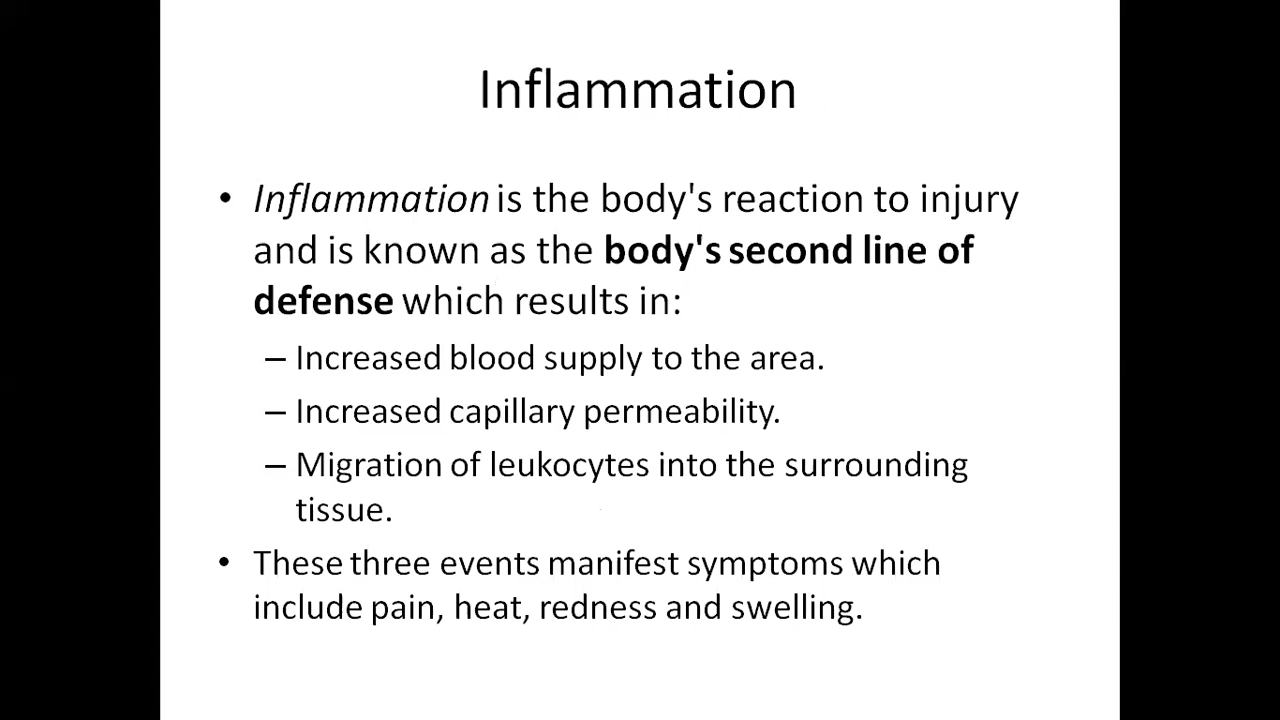 Inflammation
• Inflammation is the body's reaction to injury
and is known as the body's second line of
defense which results in:
– Increased blood supply to the area.
– Increased capillary permeability.
– Migration of leukocytes into the surrounding
tissue.
• These three events manifest symptoms which
include pain, heat, redness and swelling.